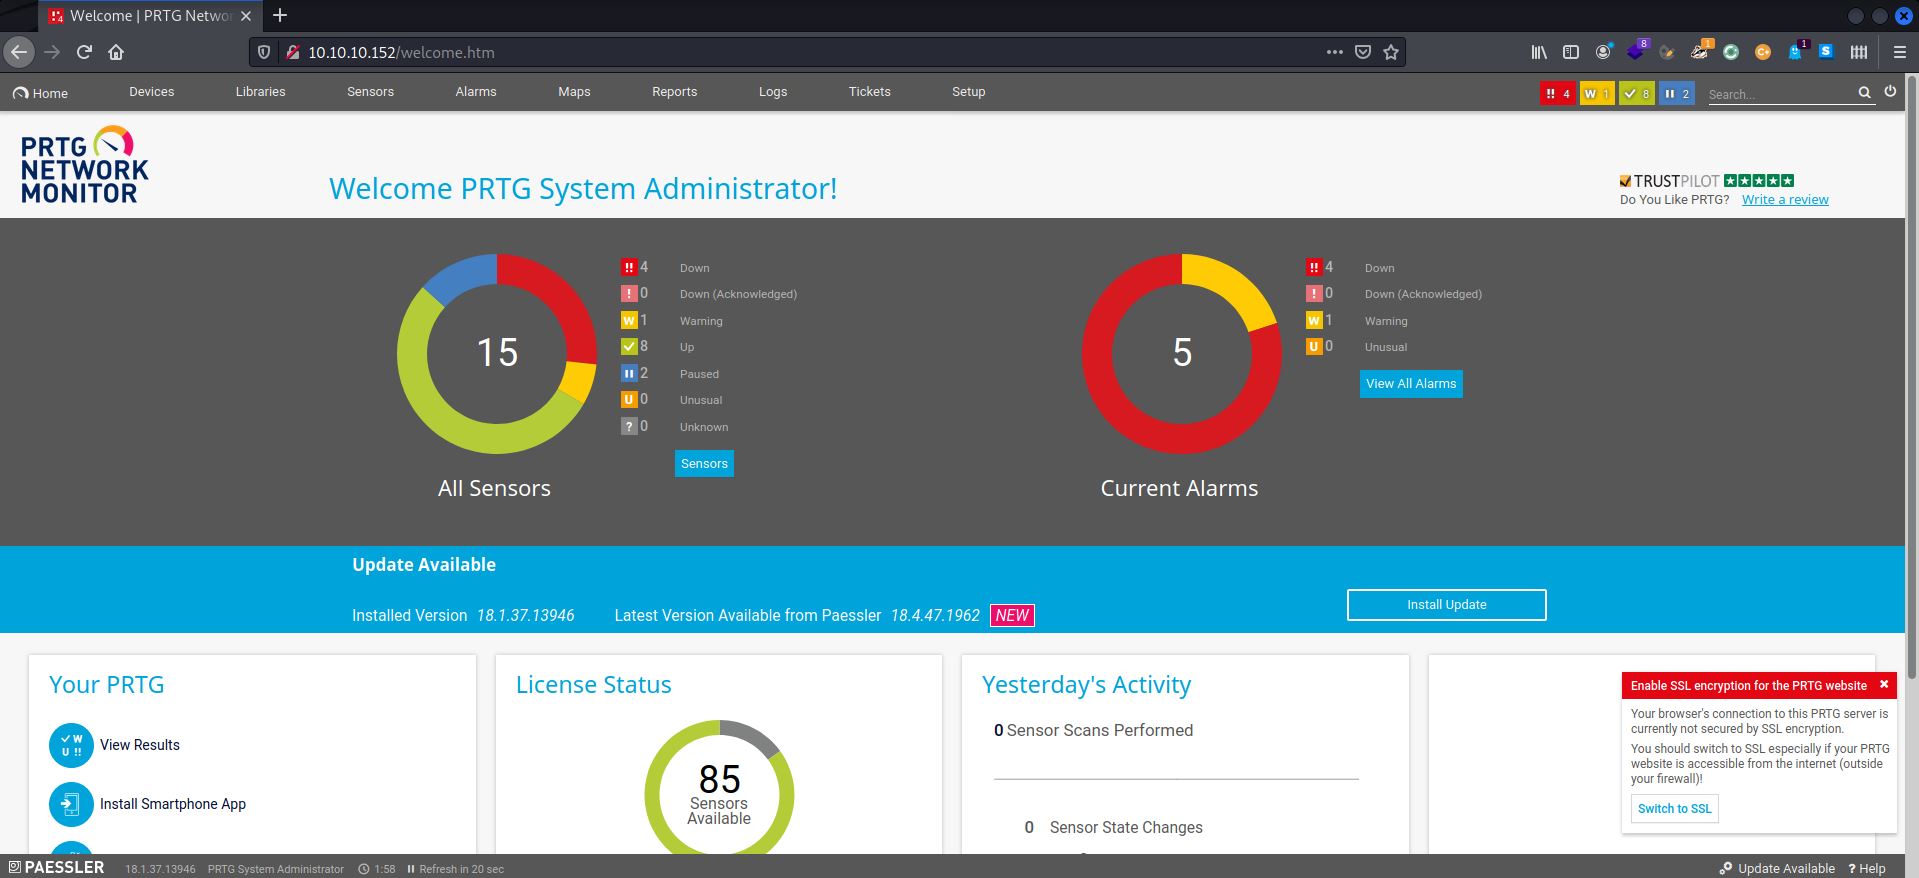 Welcome | PRTG Networ
10.10.10.152/welcome.htm
8
1
1
Home
Devices
Libraries
Sensors
Alarms
Maps
Reports
Logs
Tickets
Setup
!! 4
W 1
8
2
Search...
PRTG
NETWORK
MONITOR
Welcome PRTG System Administrator!
TRUSTPILOT
Do You Like PRTG? Write a review
15
All Sensors
!! 4 Down
! 0 Down (Acknowledged)
W 1 Warning
8 Up
2 Paused
U 0 Unusual
? 0 Unknown
Sensors
5
Current Alarms
!! 4 Down
! 0 Down (Acknowledged)
W 1 Warning
U 0 Unusual
View All Alarms
Update Available
Installed Version 18.1.37.13946 Latest Version Available from Paessler 18.4.47.1962 NEW
Install Update
Your PRTG
W
U !!
View Results
Install Smartphone App
License Status
85
Sensors
Available
Yesterday's Activity
0 Sensor Scans Performed
0 Sensor State Changes
Enable SSL encryption for the PRTG website
Your browser's connection to this PRTG server is
currently not secured by SSL encryption.
You should switch to SSL especially if your PRTG
website is accessible from the internet (outside
your firewall)!
Switch to SSL
PAESSLER
18.1.37.13946
PRTG System Administrator
1:58
Refresh in 20 sec
Update Available
? Help